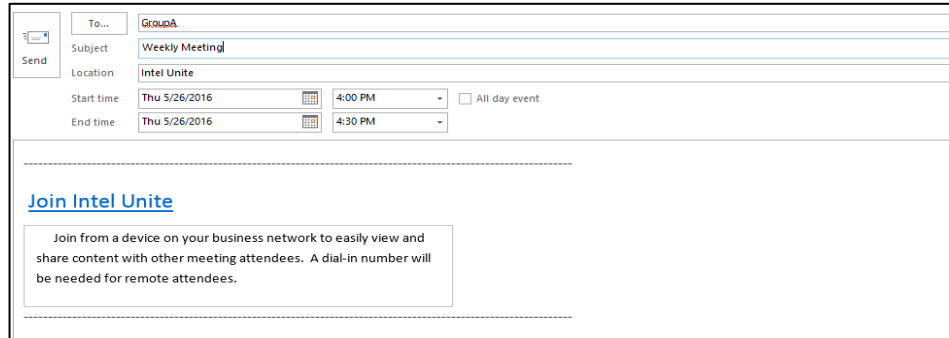 To... GroupA
Send
Subject Weekly Meeting
Location Intel Unite
Start time Thu 5/26/2016 4:00 PM All day event
End time Thu 5/26/2016 4:30 PM
Join Intel Unite
Join from a device on your business network to easily view and
share content with other meeting attendees. A dial-in number will
be needed for remote attendees.